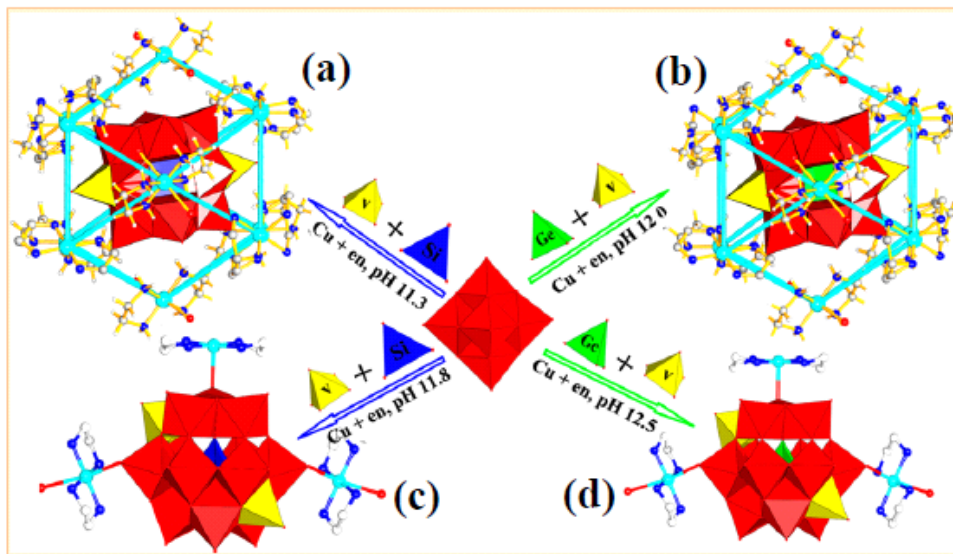 (a)
(b)
v
+
Si
Cu + en, pH 11.3
Ge
+
v
Cu + en, pH 12.0
v
+
Si
Cu + en, pH 11.8
Ge
+
v
Cu + en, pH 12.5
(c)
(d)